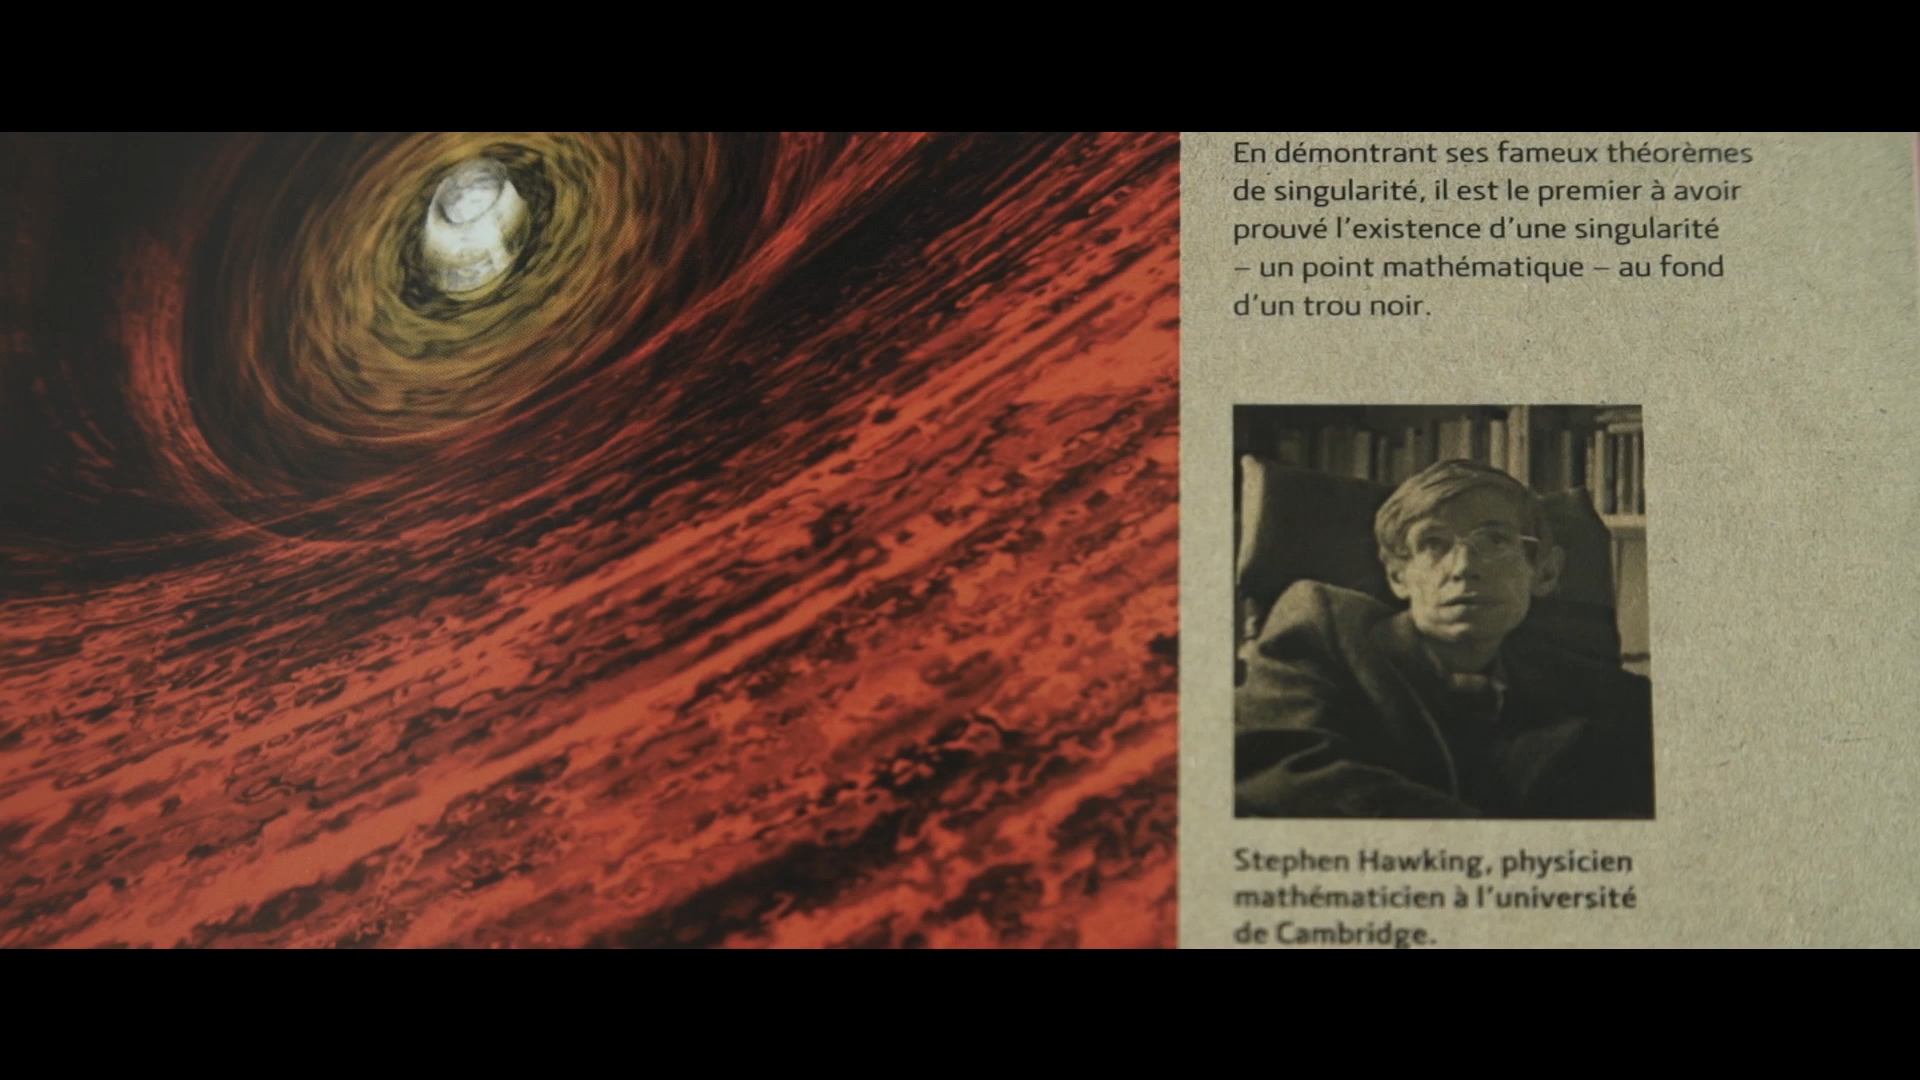 En démontrant ses fameux théorèmes
de singularité, il est le premier à avoir
prouvé l'existence d'une singularité
– un point mathématique – au fond
d'un trou noir.
Stephen Hawking, physicien
mathématicien à l'université
de Cambridge.